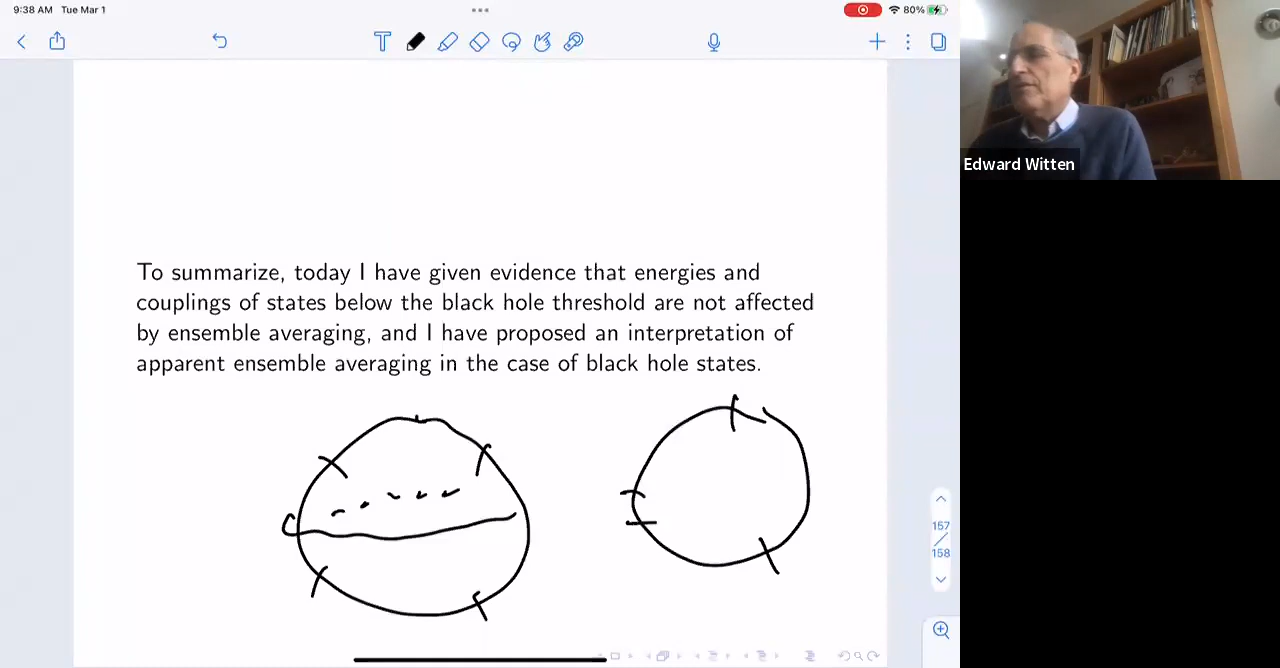 9:38 AM Tue Mar 1
80%
Edward Witten
To summarize, today I have given evidence that energies and
couplings of states below the black hole threshold are not affected
by ensemble averaging, and I have proposed an interpretation of
apparent ensemble averaging in the case of black hole states.
157
/
158